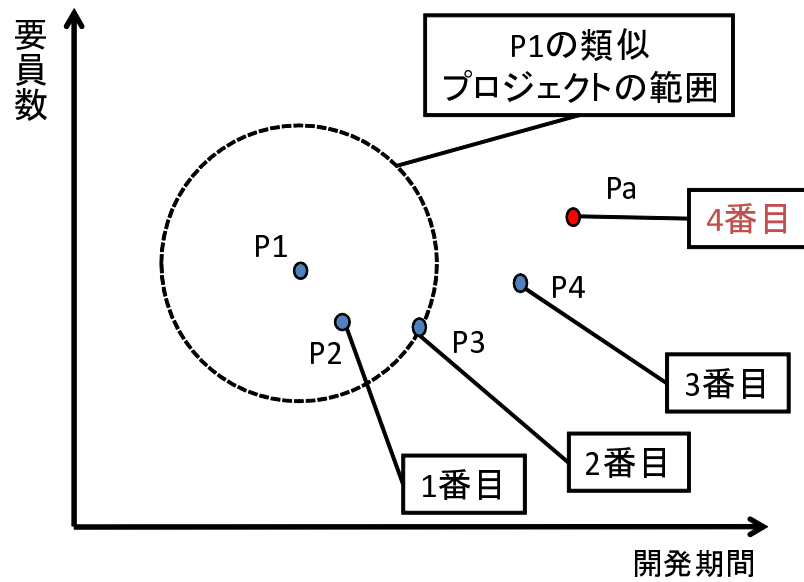 要員数
P1の類似
プロジェクトの範囲
Pa
4番目
P1
P4
P2
P3
3番目
2番目
1番目
開発期間